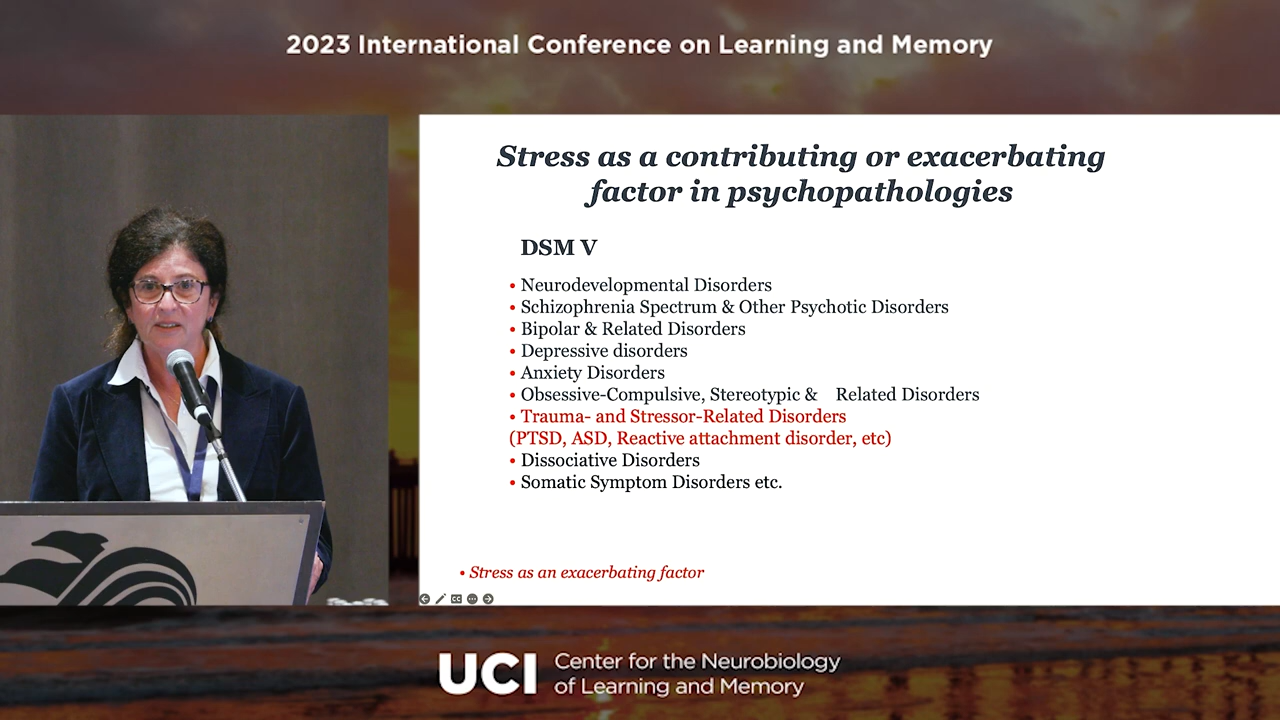 2023 International Conference on Learning and Memory
Stress as a contributing or exacerbating
factor in psychopathologies
DSM V
• Neurodevelopmental Disorders
• Schizophrenia Spectrum & Other Psychotic Disorders
• Bipolar & Related Disorders
• Depressive disorders
• Anxiety Disorders
• Obsessive-Compulsive, Stereotypic & Related Disorders
• Trauma- and Stressor-Related Disorders
(PTSD, ASD, Reactive attachment disorder, etc)
• Dissociative Disorders
• Somatic Symptom Disorders etc.
• Stress as an exacerbating factor
UCI Center for the Neurobiology
of Learning and Memory